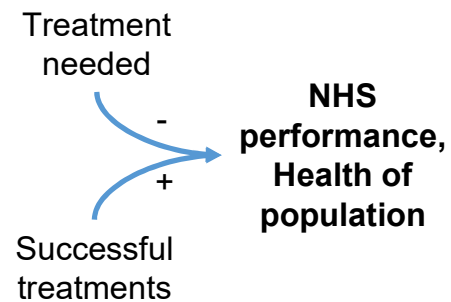 Treatment
needed
-
+
NHS
performance,
Health of
population
Successful
treatments